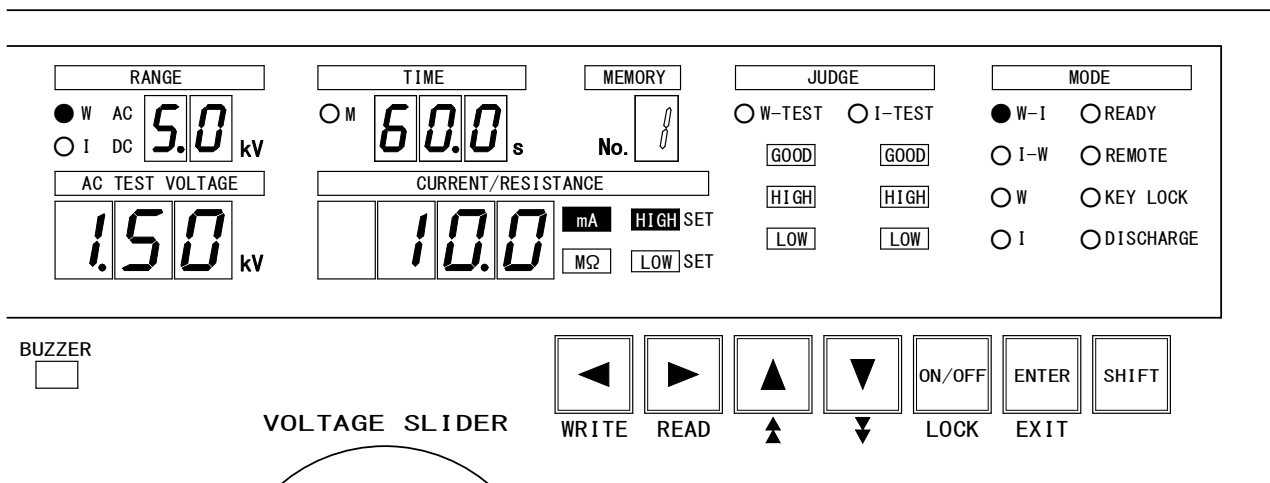 RANGE TIME MEMORY JUDGE MODE
W AC 5.0 kV M 60.0 s No. 1 W-TEST I-TEST W-I READY
I DC GOOD GOOD I-W REMOTE
AC TEST VOLTAGE CURRENT/RESISTANCE HIGH HIGH W KEY LOCK
1.50 kV 10.0 mA HIGH SET LOW LOW I DISCHARGE
MΩ LOW SET
BUZZER
ON/OFF ENTER SHIFT
VOLTAGE SLIDER WRITE READ LOCK EXIT